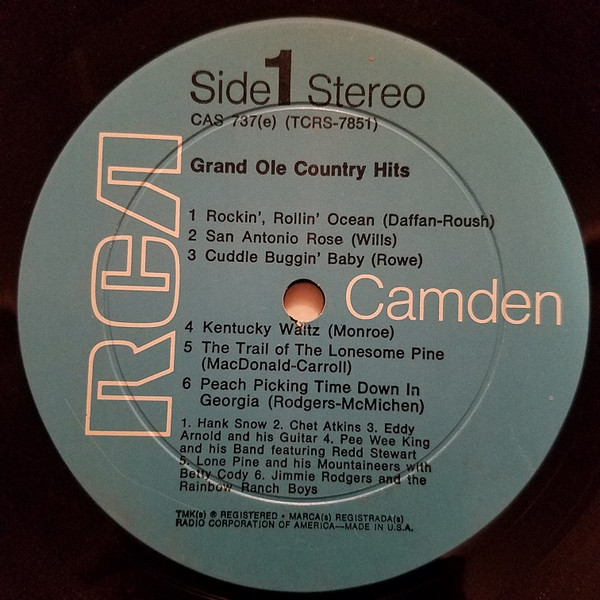 Side 1 Stereo
CAS 737(e) (TCRS-7851)
Grand Ole Country Hits
1 Rockin', Rollin' Ocean (Daffan-Roush)
2 San Antonio Rose (Wills)
3 Cuddle Buggin' Baby (Rowe)
RCA
Camden
4 Kentucky Waltz (Monroe)
5 The Trail of The Lonesome Pine
(MacDonald-Carroll)
6 Peach Picking Time Down In
Georgia (Rodgers-McMichen)
1. Hank Snow 2. Chet Atkins 3. Eddy
Arnold and his Guitar 4. Pee Wee King
and his Band featuring Redd Stewart
5. Lone Pine and his Mountaineers with
Betty Cody 6. Jimmie Rodgers and the
Rainbow Ranch Boys
TMK(s) ® REGISTERED • MARCA(s) REGISTRADA(s)
RADIO CORPORATION OF AMERICA—MADE IN U.S.A.